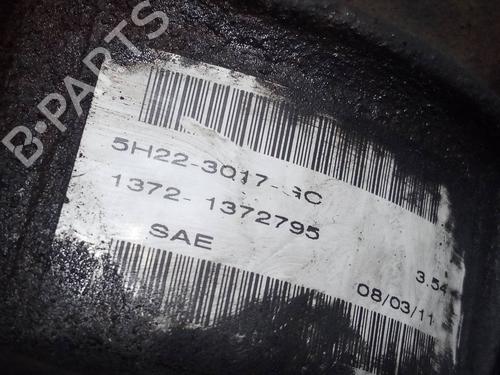 B-PARTS
5H22-3017-GC
1372- 1372795
SAE
3.54
08/03/11